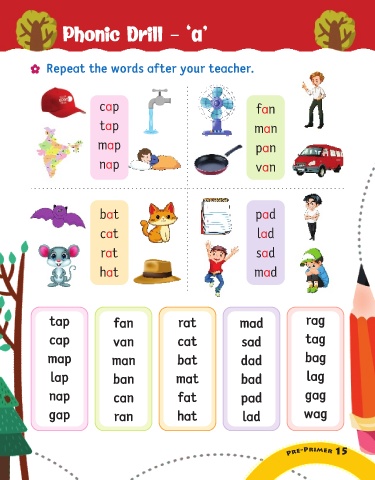 Phonic Drill – ‘a’
Repeat the words after your teacher.
cap
tap
map
nap
fan
man
pan
van
bat
cat
rat
hat
pad
lad
sad
mad
tap
cap
map
lap
nap
gap
fan
van
man
ban
can
ran
rat
cat
bat
mat
fat
hat
mad
sad
dad
bad
pad
lad
rag
tag
bag
lag
gag
wag
Pre-Primer 15